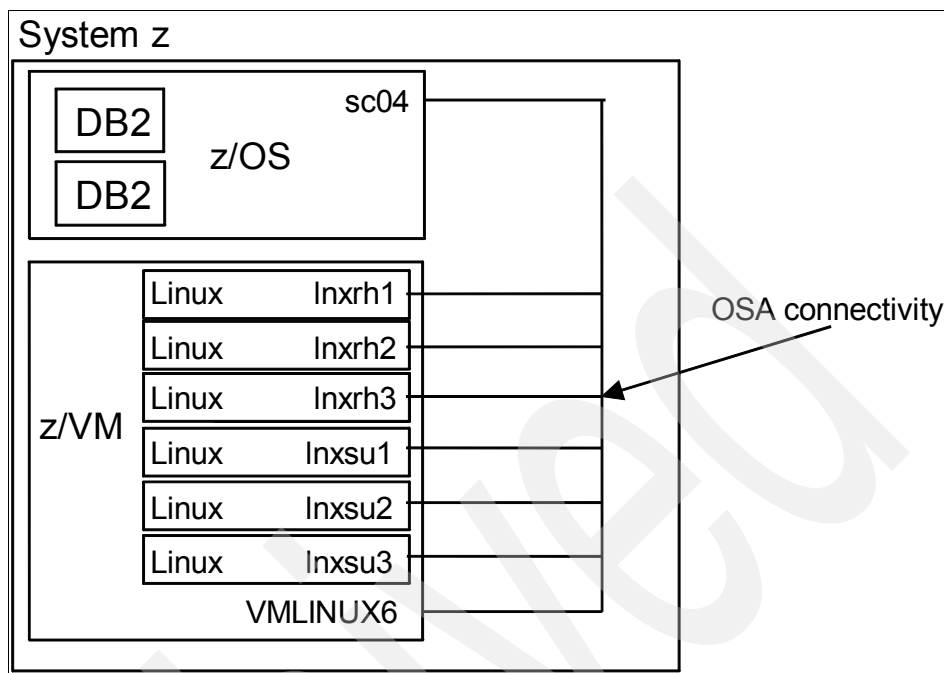 System z
DB2
DB2
z/OS
sc04
z/VM
Linux lnxrh1
Linux lnxrh2
Linux lnxrh3
Linux lnxsu1
Linux lnxsu2
Linux lnxsu3
VMLINUX6
OSA connectivity